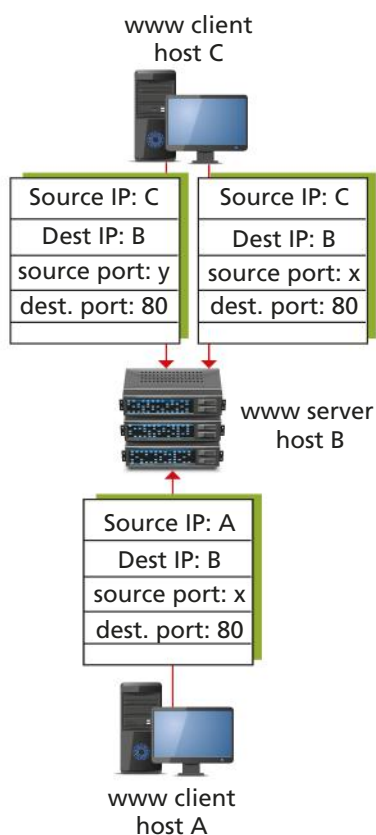 www client
host C
Source IP: C
Dest IP: B
source port: y
dest. port: 80
Source IP: C
Dest IP: B
source port: x
dest. port: 80
www server
host B
Source IP: A
Dest IP: B
source port: x
dest. port: 80
www client
host A